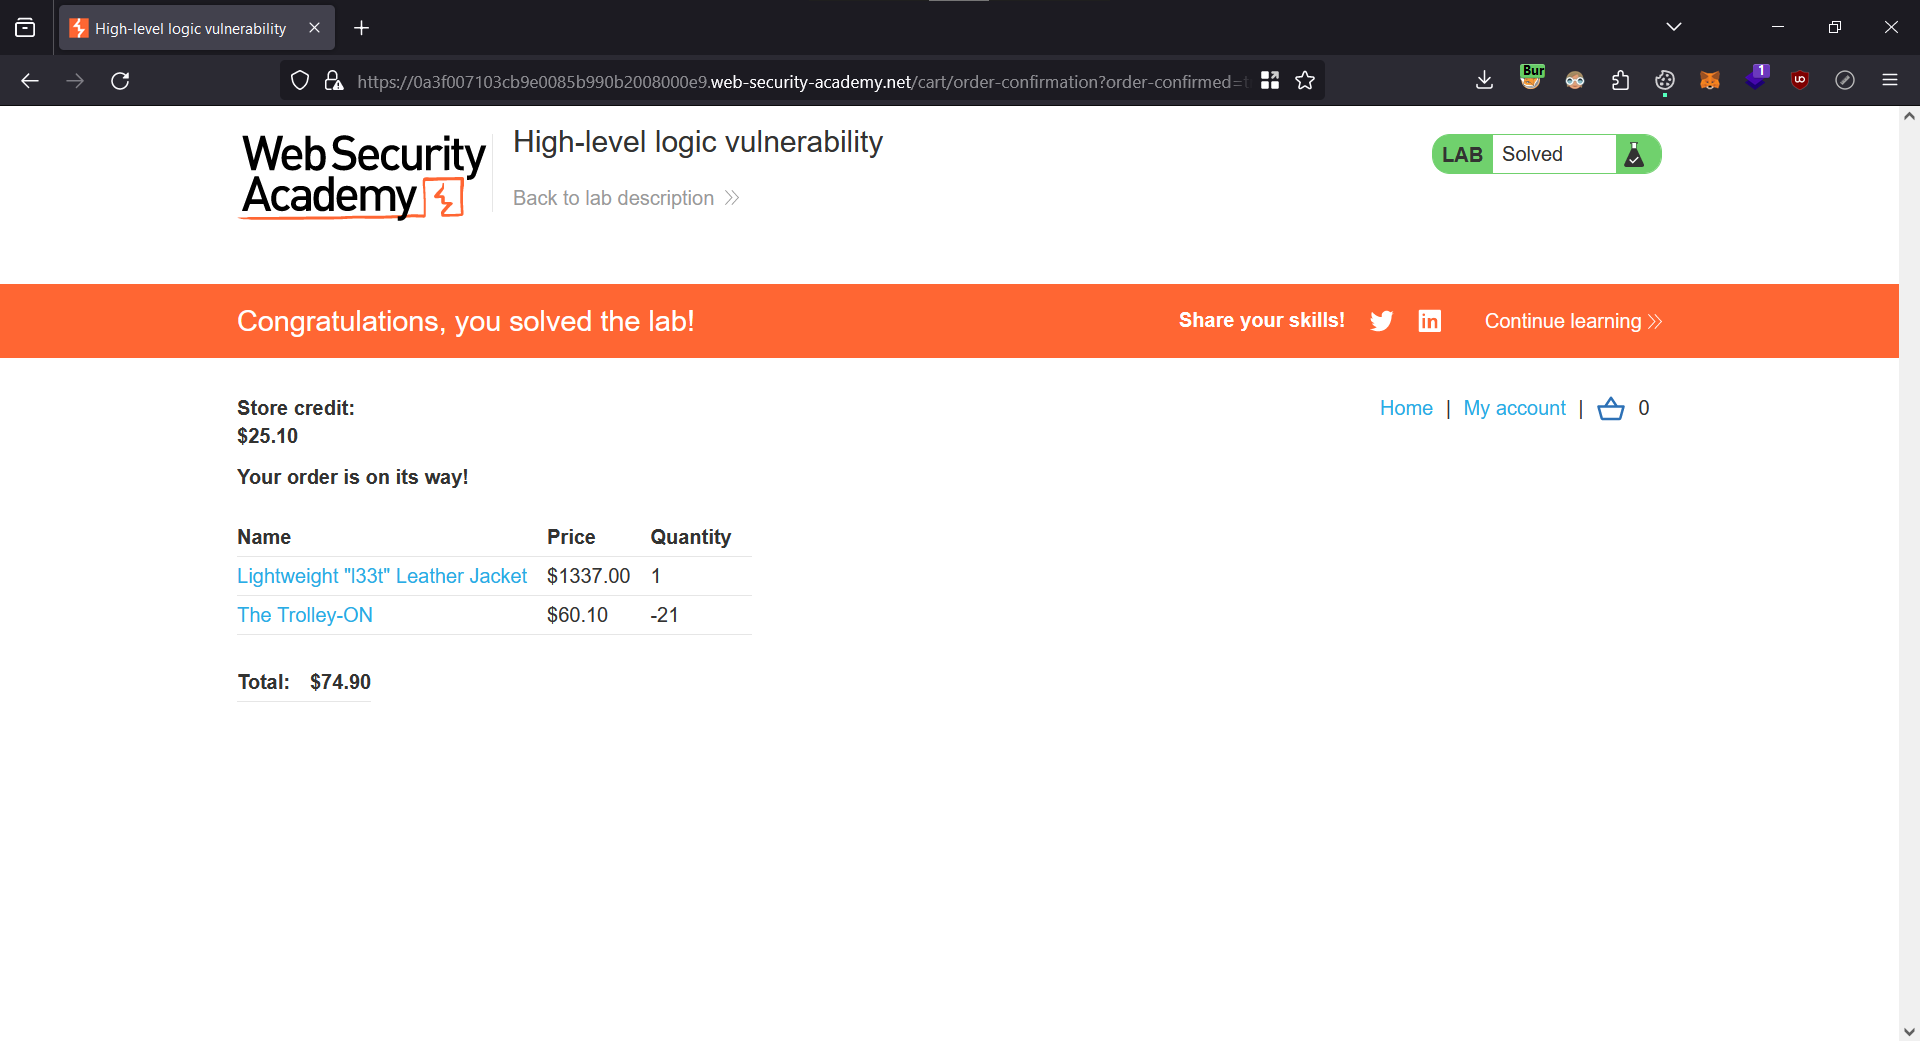 High-level logic vulnerability
https://0a3f007103cb9e0085b990b2008000e9.web-security-academy.net/cart/order-confirmation?order-confirmed=
Bur
1
Web Security
Academy
High-level logic vulnerability
Back to lab description
LAB Solved
Congratulations, you solved the lab!
Share your skills!
Continue learning
Store credit:
$25.10
Home | My account | 0
Your order is on its way!
Name Price Quantity
Lightweight "l33t" Leather Jacket $1337.00 1
The Trolley-ON $60.10 -21
Total: $74.90